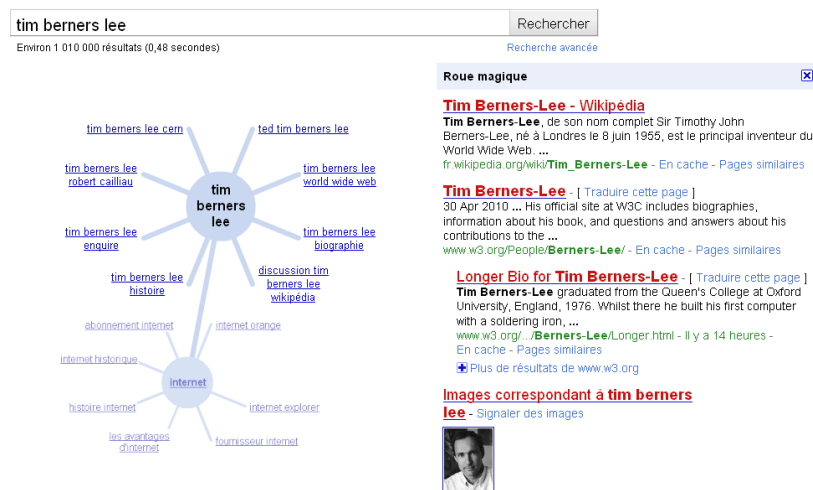 tim berners lee
Rechercher
Environ 1 010 000 résultats (0,48 secondes)
Recherche avancée
tim berners lee cern
ted tim berners lee
tim berners lee
robert cailliau
tim berners lee
world wide web
tim
berners
lee
tim berners lee
enquire
tim berners lee
biographie
tim berners lee
histoire
discussion tim
berners lee
wikipédia
abonnement internet
internet orange
internet historique
internet
histoire internet
internet explorer
les avantages
d'internet
fournisseur internet
Roue magique
Tim Berners-Lee - Wikipédia
Tim Berners-Lee, de son nom complet Sir Timothy John
Berners-Lee, né à Londres le 8 juin 1955, est le principal inventeur du
World Wide Web. ...
fr.wikipedia.org/wiki/Tim_Berners-Lee - En cache - Pages similaires
Tim Berners-Lee - [ Traduire cette page ]
30 Apr 2010 ... His official site at W3C includes biographies,
information about his book, and questions and answers about his
contributions to the ...
www.w3.org/People/Berners-Lee/ - En cache - Pages similaires
Longer Bio for Tim Berners-Lee - [ Traduire cette page ]
Tim Berners-Lee graduated from the Queen's College at Oxford
University, England, 1976. Whilst there he built his first computer
with a soldering iron, ...
www.w3.org/.../Berners-Lee/Longer.html - Il y a 14 heures -
En cache - Pages similaires
Plus de résultats de www.w3.org
Images correspondant à tim berners
lee - Signaler des images